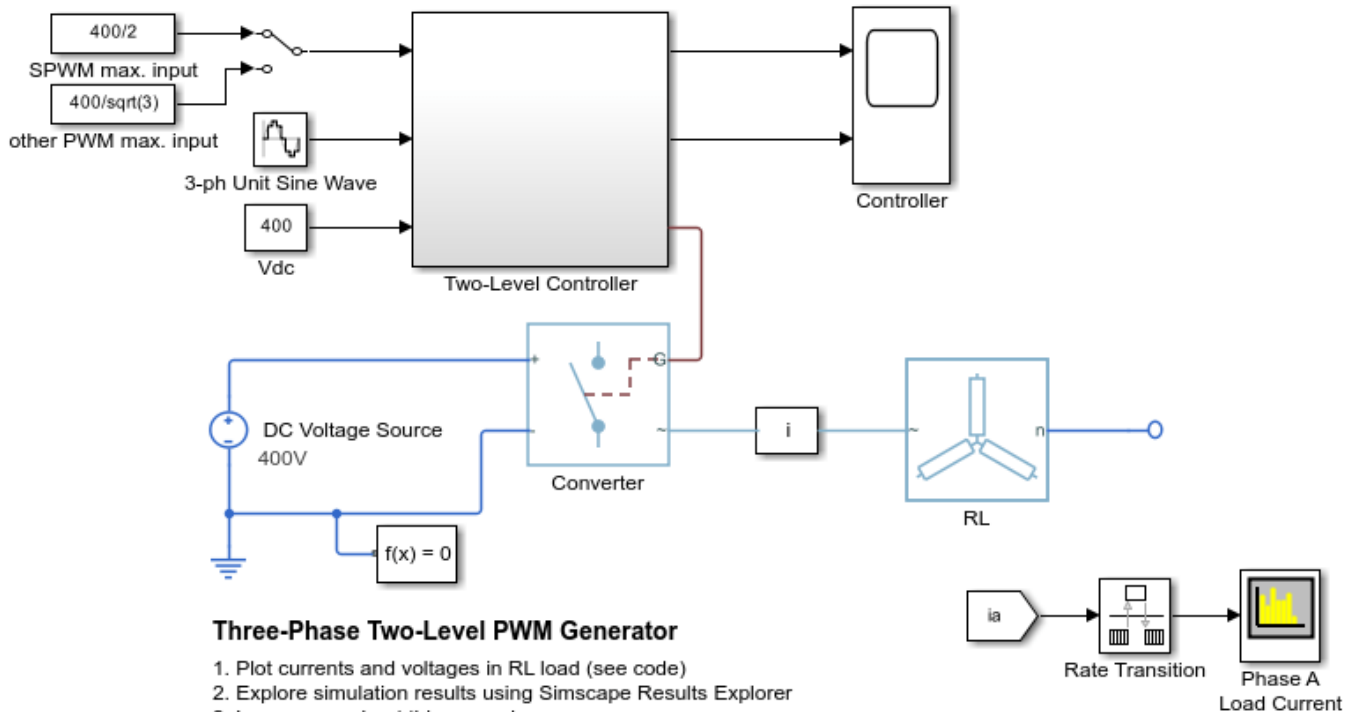 400/2
SPWM max. input
400/sqrt(3)
other PWM max. input
3-ph Unit Sine Wave
400
Vdc
Two-Level Controller
Controller
+
G
-
~
Converter
DC Voltage Source
400V
i
~
n
RL
f(x) = 0
ia
Rate Transition
Phase A
Load Current
Three-Phase Two-Level PWM Generator
1. Plot currents and voltages in RL load (see code)
2. Explore simulation results using Simscape Results Explorer